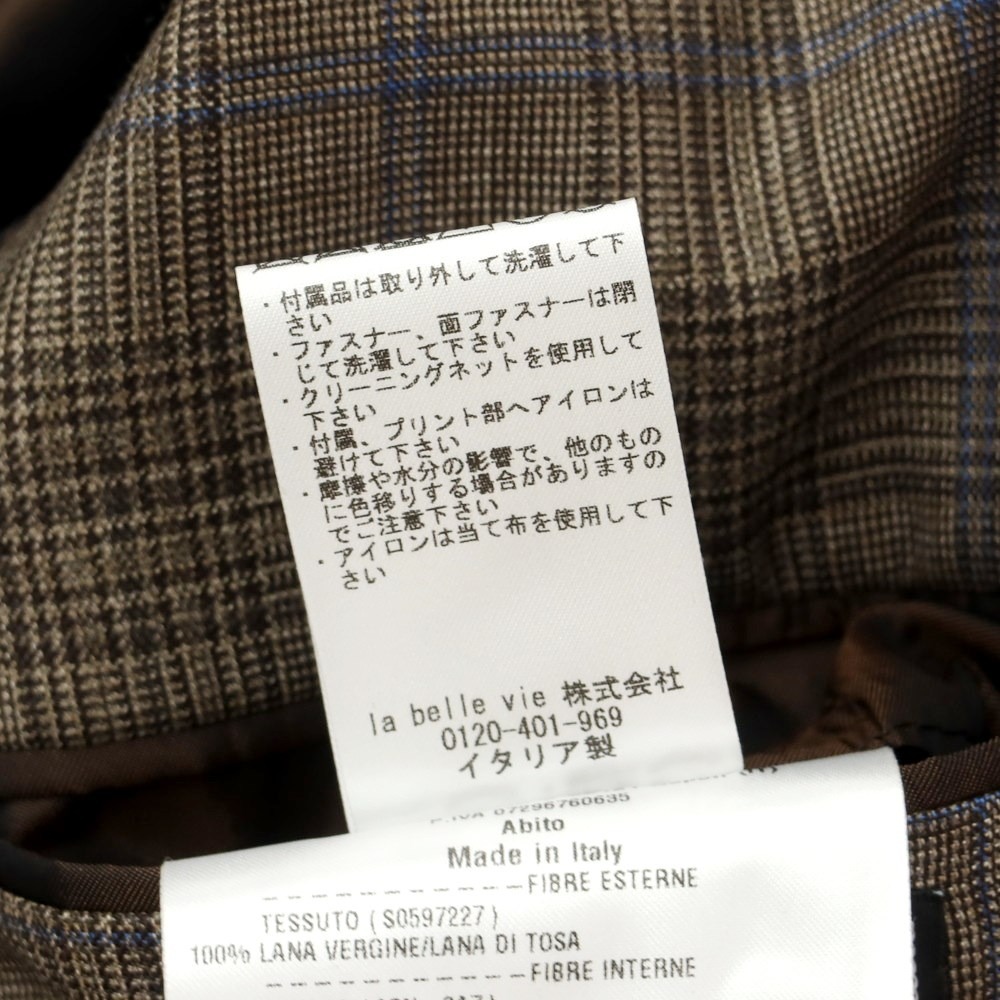 ・付属品は取り外して洗濯して下
さい
・ファスナー、面ファスナーは閉
じて洗濯して下さい
・クリーニングネットを使用して
下さい
・付属、プリント部へアイロンは
避けて下さい
・摩擦や水分の影響で、他のもの
に色移りする場合がありますの
でご注意下さい
・アイロンは当て布を使用して下
さい
la belle vie 株式会社
0120-401-969
イタリア製
P.IVA 07296760635
Abito
Made in Italy
----------FIBRE ESTERNE
TESSUTO (S0597227)
100% LANA VERGINE/LANA DI TOSA
----------FIBRE INTERNE